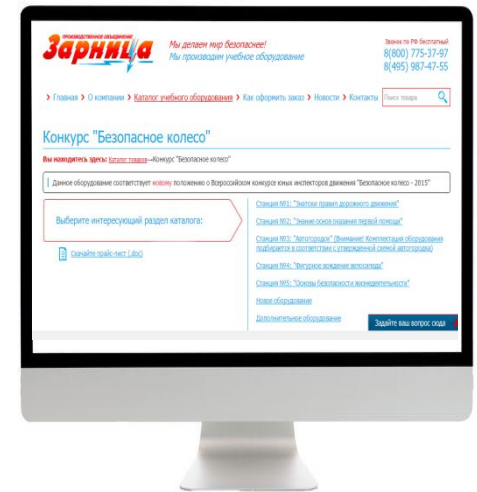 ПРОИЗВОДСТВЕННОЕ ОБЪЕДИНЕНИЕ
Зарница
Мы делаем мир безопаснее!
Мы производим учебное оборудование
Звонок по РФ бесплатный
8(800) 775-37-97
8(495) 987-47-55
Главная О компании Каталог учебного оборудования Как оформить заказ Новости Контакты Поиск товара
Конкурс "Безопасное колесо"
Вы находитесь здесь: Каталог товаров→Конкурс "Безопасное колесо"
Данное оборудование соответствует новому положению о Всероссийском конкурсе юных инспекторов движения "Безопасное колесо - 2015"
Выберите интересующий раздел каталога:
Скачайте прайс-лист (.doc)
Станция №1: "Знатоки правил дорожного движения"
Станция №2: "Знание основ оказания первой помощи"
Станция №3: "Автогородок" (Внимание! Комплектация оборудования
подбирается в соответствие с утвержденной схемой автогородка)
Станция №4: "Фигурное вождение велосипеда"
Станция №5: "Основы безопасности жизнедеятельности"
Новое оборудование
Дополнительное оборудование
Задайте ваш вопрос сюда